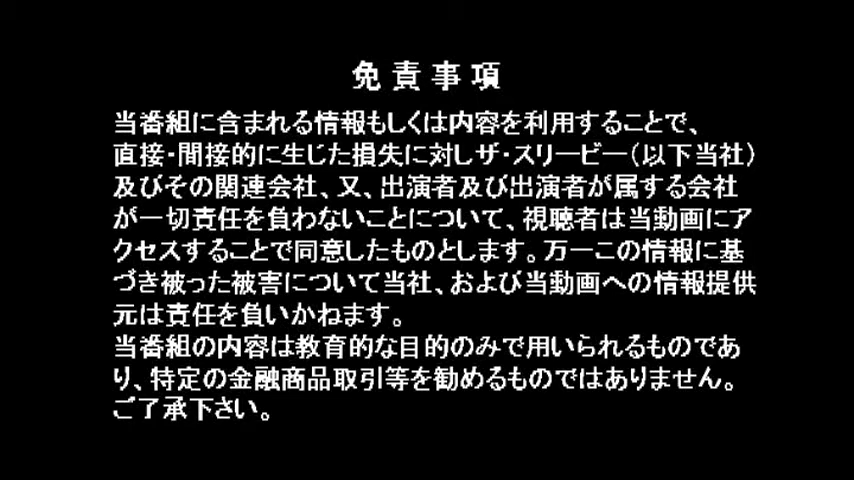 免責事項
当番組に含まれる情報もしくは内容を利用することで、
直接・間接的に生じた損失に対しザ・スリービー（以下当社）
及びその関連会社、又、出演者及び出演者が属する会社
が一切責任を負わないことについて、視聴者は当動画にア
クセスすることで同意したものとします。万一この情報に基
づき被った被害について当社、および当動画への情報提供
元は責任を負いかねます。
当番組の内容は教育的な目的のみで用いられるものであ
り、特定の金融商品取引等を勧めるものではありません。
ご了承下さい。